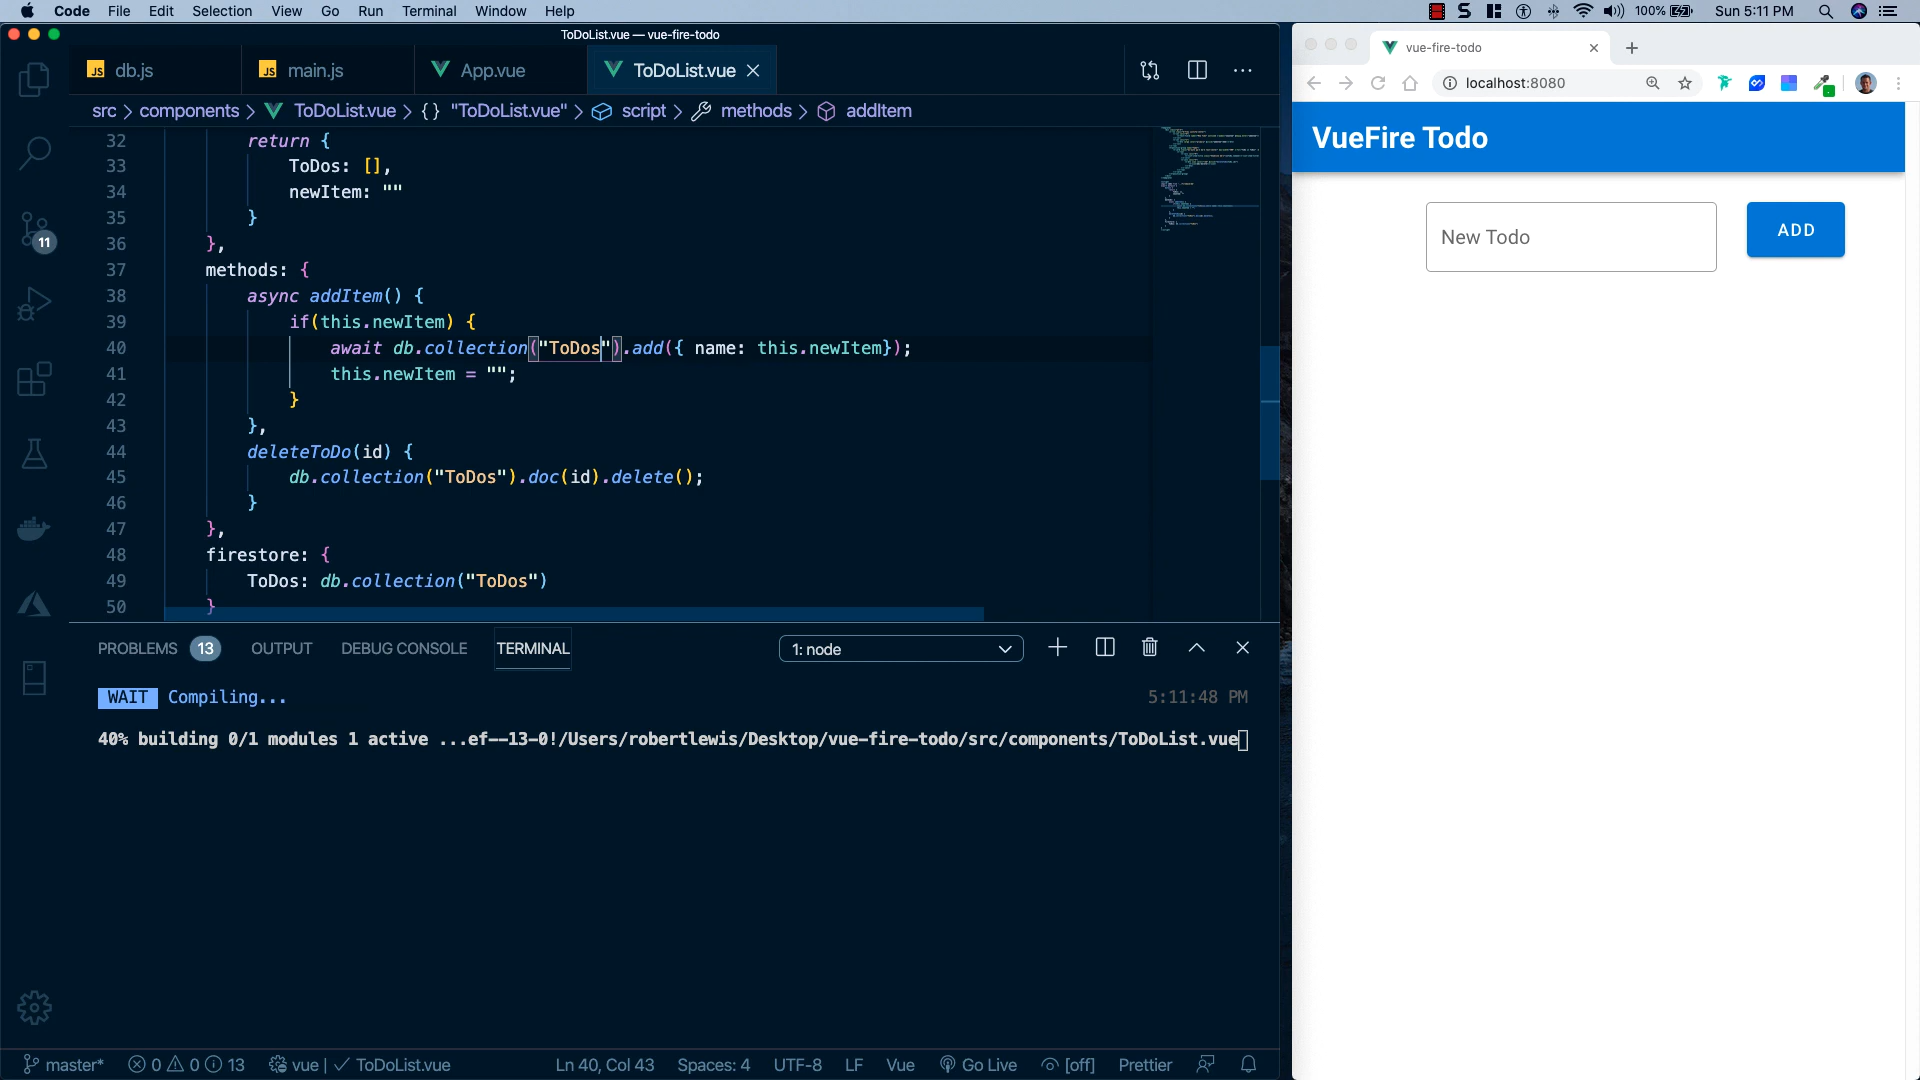 Code File Edit Selection View Go Run Terminal Window Help
100% Sun 5:11 PM
ToDoList.vue — vue-fire-todo
JS db.js
JS main.js
App.vue
ToDoList.vue
src > components > ToDoList.vue > {} "ToDoList.vue" > script > methods > addItem
32 return {
33 ToDos: [],
34 newItem: ""
35 }
36 },
37 methods: {
38 async addItem() {
39 if(this.newItem) {
40 await db.collection("ToDos").add({ name: this.newItem});
41 this.newItem = "";
42 }
43 },
44 deleteToDo(id) {
45 db.collection("ToDos").doc(id).delete();
46 }
47 },
48 firestore: {
49 ToDos: db.collection("ToDos")
50 }
11
PROBLEMS 13 OUTPUT DEBUG CONSOLE TERMINAL
1: node
WAIT Compiling... 5:11:48 PM
40% building 0/1 modules 1 active ...ef--13-0!/Users/robertlewis/Desktop/vue-fire-todo/src/components/ToDoList.vue
master* 0 0 13 vue | ✓ ToDoList.vue Ln 40, Col 43 Spaces: 4 UTF-8 LF Vue Go Live [off] Prettier
vue-fire-todo
localhost:8080
VueFire Todo
New Todo
ADD